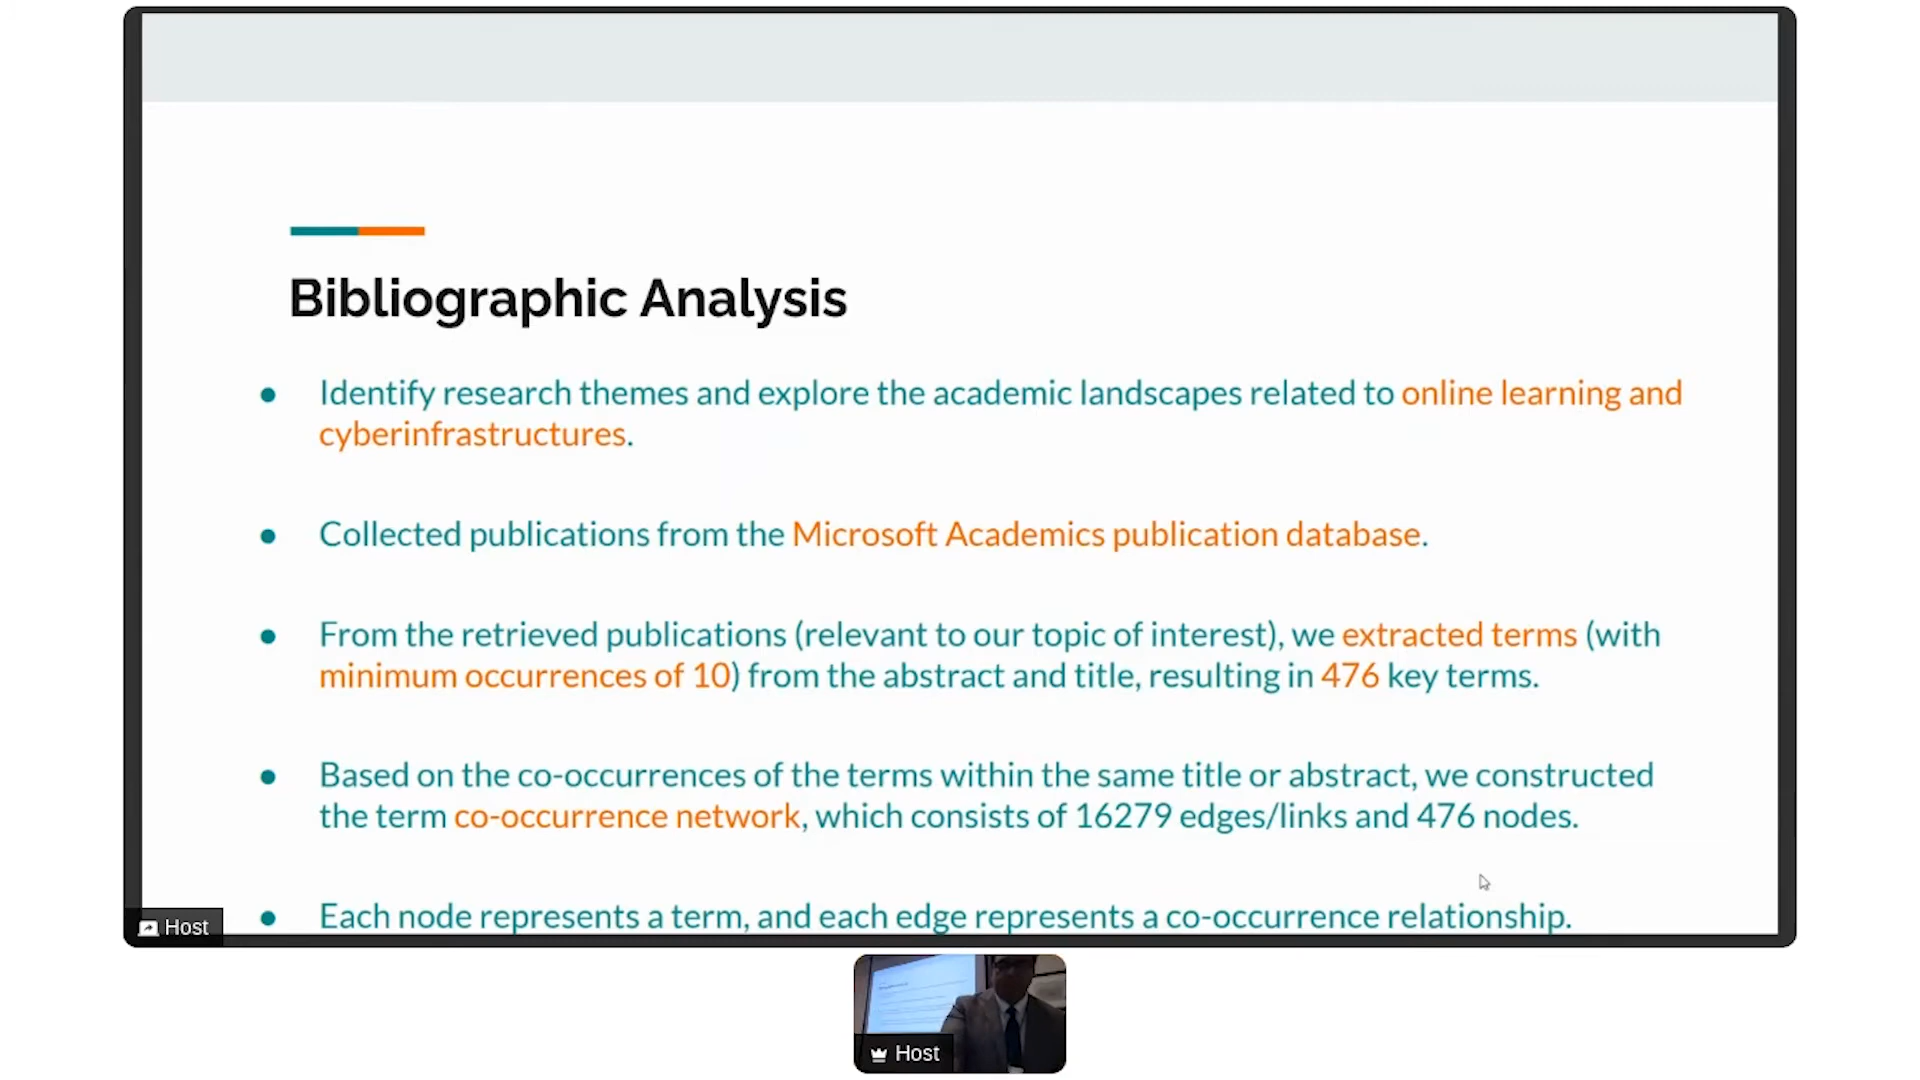 Bibliographic Analysis
● Identify research themes and explore the academic landscapes related to online learning and
cyberinfrastructures.
● Collected publications from the Microsoft Academics publication database.
● From the retrieved publications (relevant to our topic of interest), we extracted terms (with
minimum occurrences of 10) from the abstract and title, resulting in 476 key terms.
● Based on the co-occurrences of the terms within the same title or abstract, we constructed
the term co-occurrence network, which consists of 16279 edges/links and 476 nodes.
● Each node represents a term, and each edge represents a co-occurrence relationship.
Host
Host